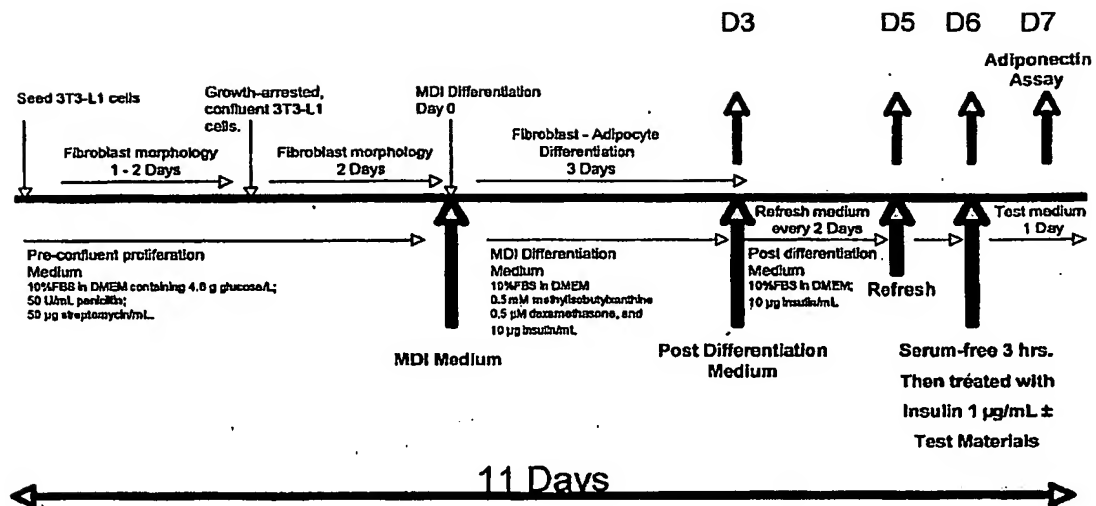 D3 D5 D6 D7
Adiponectin
Assay
Seed 3T3-L1 cells
Growth-arrested,
confluent 3T3-L1
cells.
MDI Differentiation
Day 0
Fibroblast morphology
1 - 2 Days
Fibroblast morphology
2 Days
Fibroblast - Adipocyte
Differentiation
3 Days
Refresh medium
every 2 Days
Test medium
1 Day
Pre-confluent proliferation
Medium
10%FBS in DMEM containing 4.6 g glucose/L;
50 U/mL penicillin;
50 µg streptomycin/mL.
MDI Differentiation
Medium
10%FBS in DMEM
0.5 mM methylisobutylxanthine
0.5 µM dexamethasone, and
10 µg insulin/mL
Post differentiation
Medium
10%FBS in DMEM;
10 µg insulin/mL
Refresh
MDI Medium
Post Differentiation
Medium
Serum-free 3 hrs.
Then treated with
Insulin 1 µg/mL ±
Test Materials
11 Days